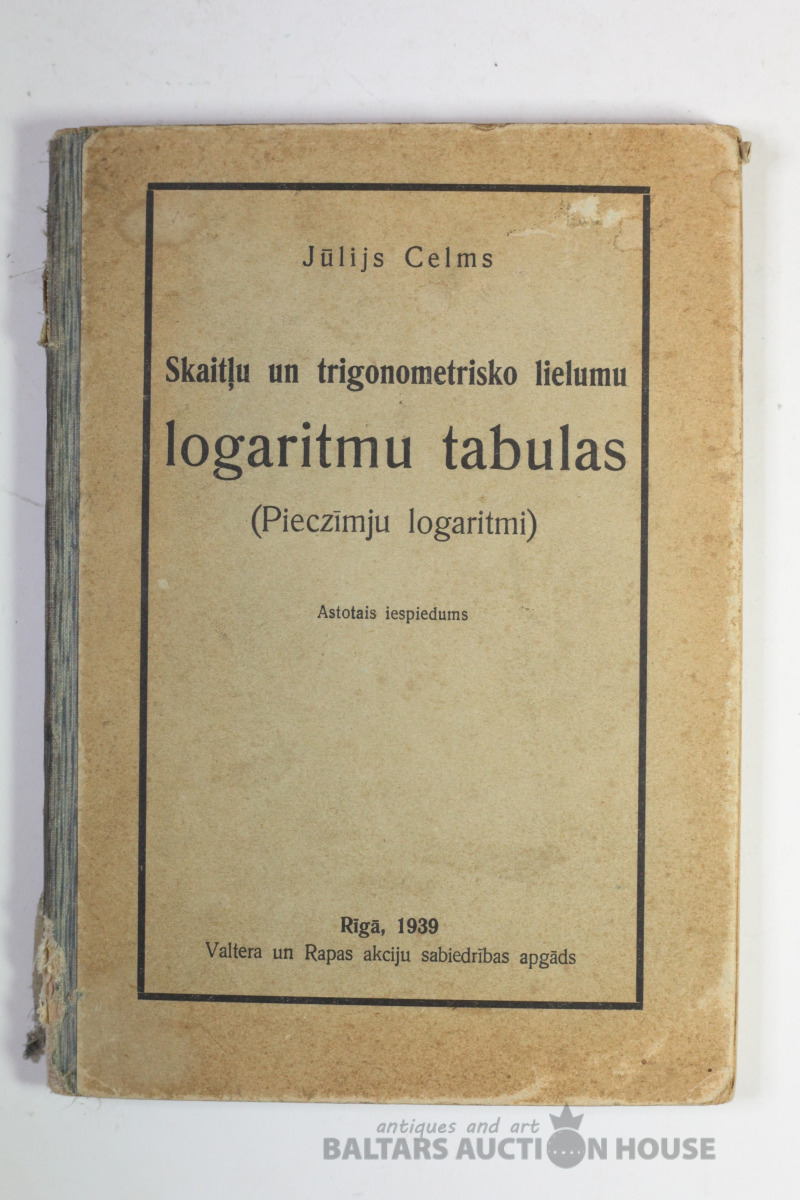 Jūlijs Celms
Skaitļu un trigonometrisko lielumu
logaritmu tabulas
(Pieczīmju logaritmi)
Astotais iespiedums
Rīgā, 1939
Valtera un Rapas akciju sabiedrības apgāds
antiques and art
BALTARS AUCTION HOUSE